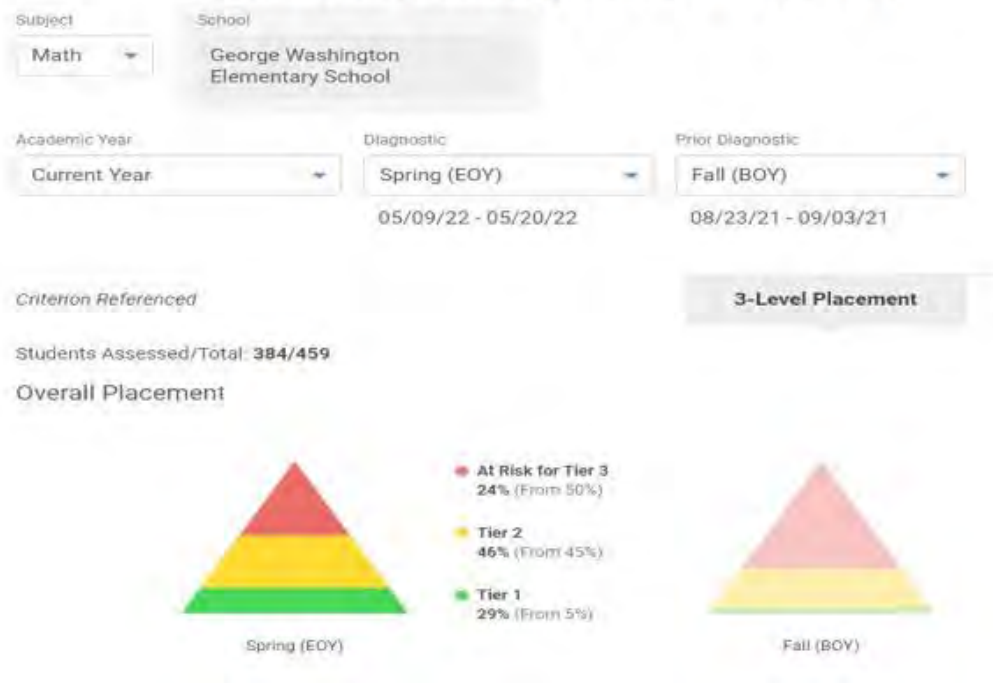 Subject
School
Math
George Washington
Elementary School
Academic Year
Diagnostic
Prior Diagnostic
Current Year
Spring (EOY)
Fall (BOY)
05/09/22 - 05/20/22
08/23/21 - 09/03/21
Criterion Referenced
3-Level Placement
Students Assessed/Total: 384/459
Overall Placement
At Risk for Tier 3
24% (From 50%)
Tier 2
46% (From 45%)
Tier 1
29% (From 5%)
Spring (EOY)
Fall (BOY)